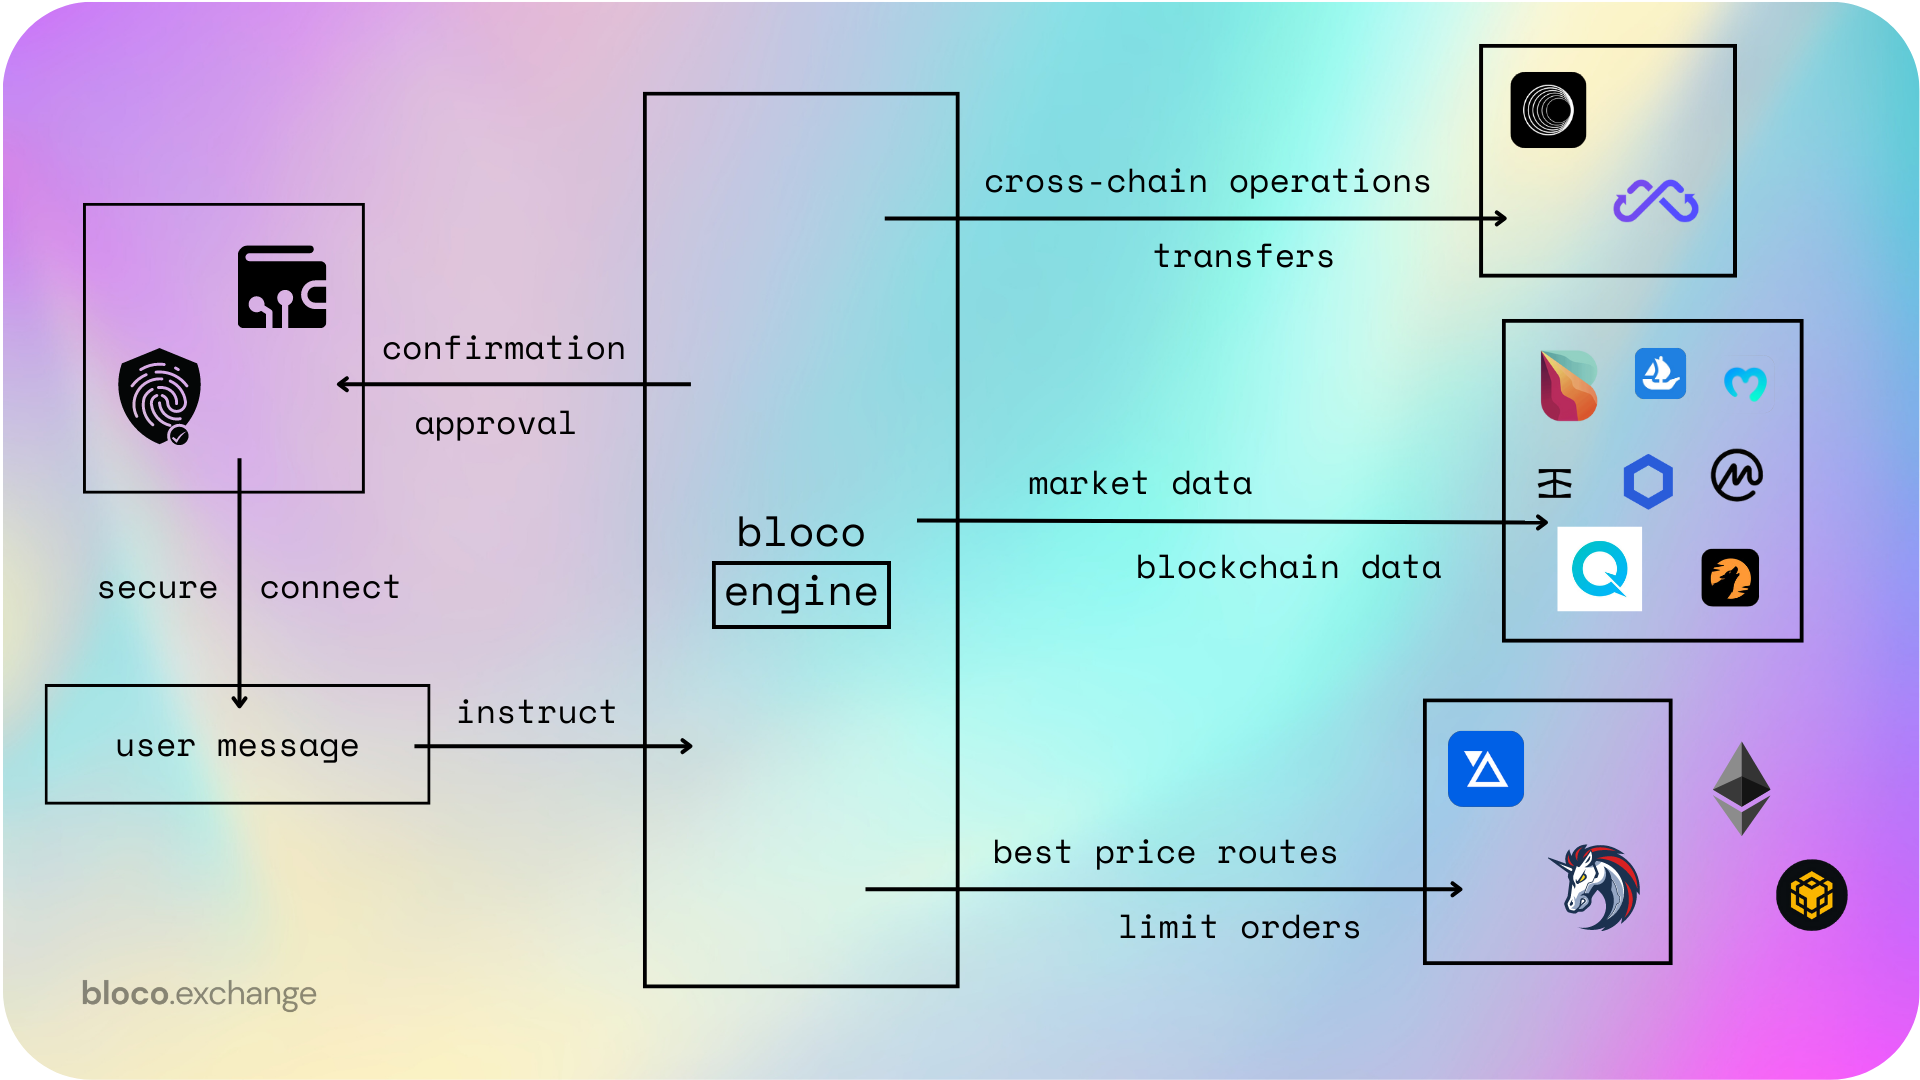 cross-chain operations
transfers
confirmation
approval
market data
blockchain data
bloco
engine
secure
connect
instruct
user message
best price routes
limit orders
bloco.exchange